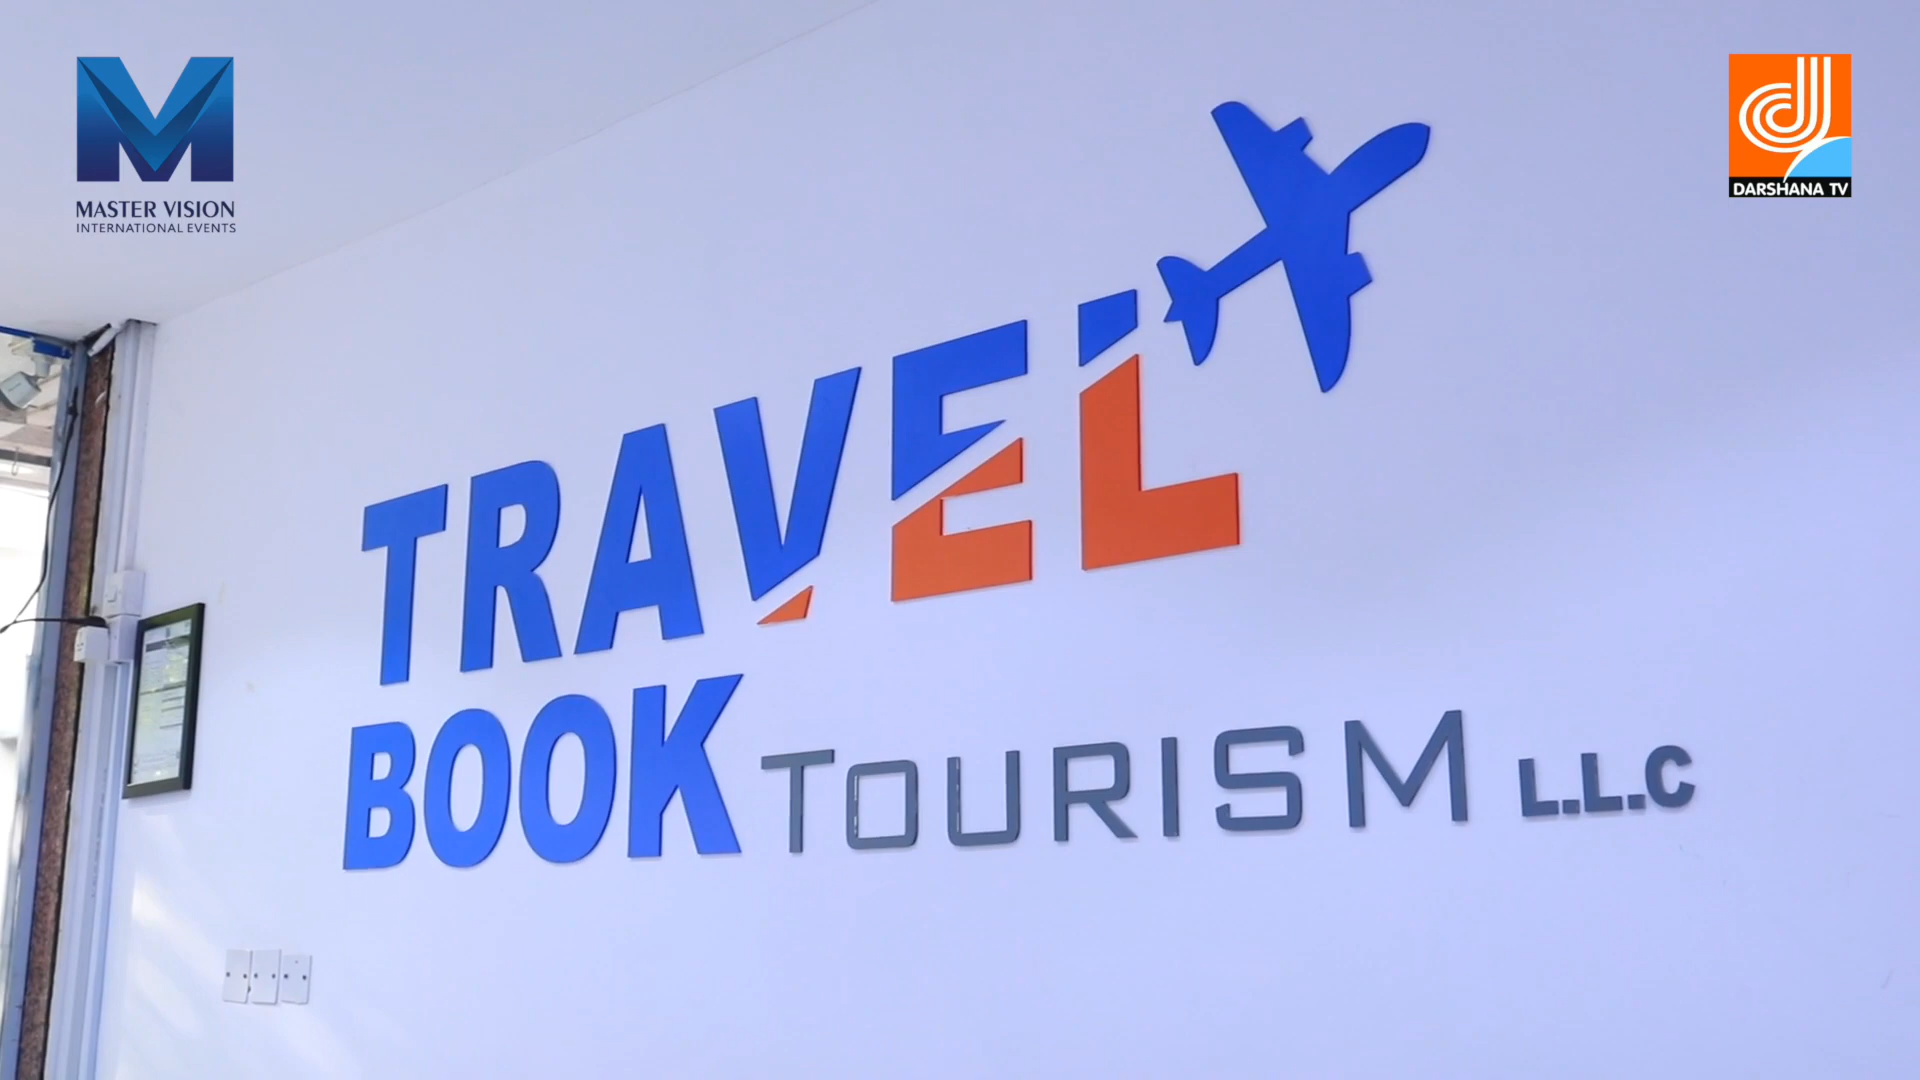 MASTER VISION
INTERNATIONAL EVENTS
DARSHANA TV
TRAVEL
BOOK TOURISM L.L.C